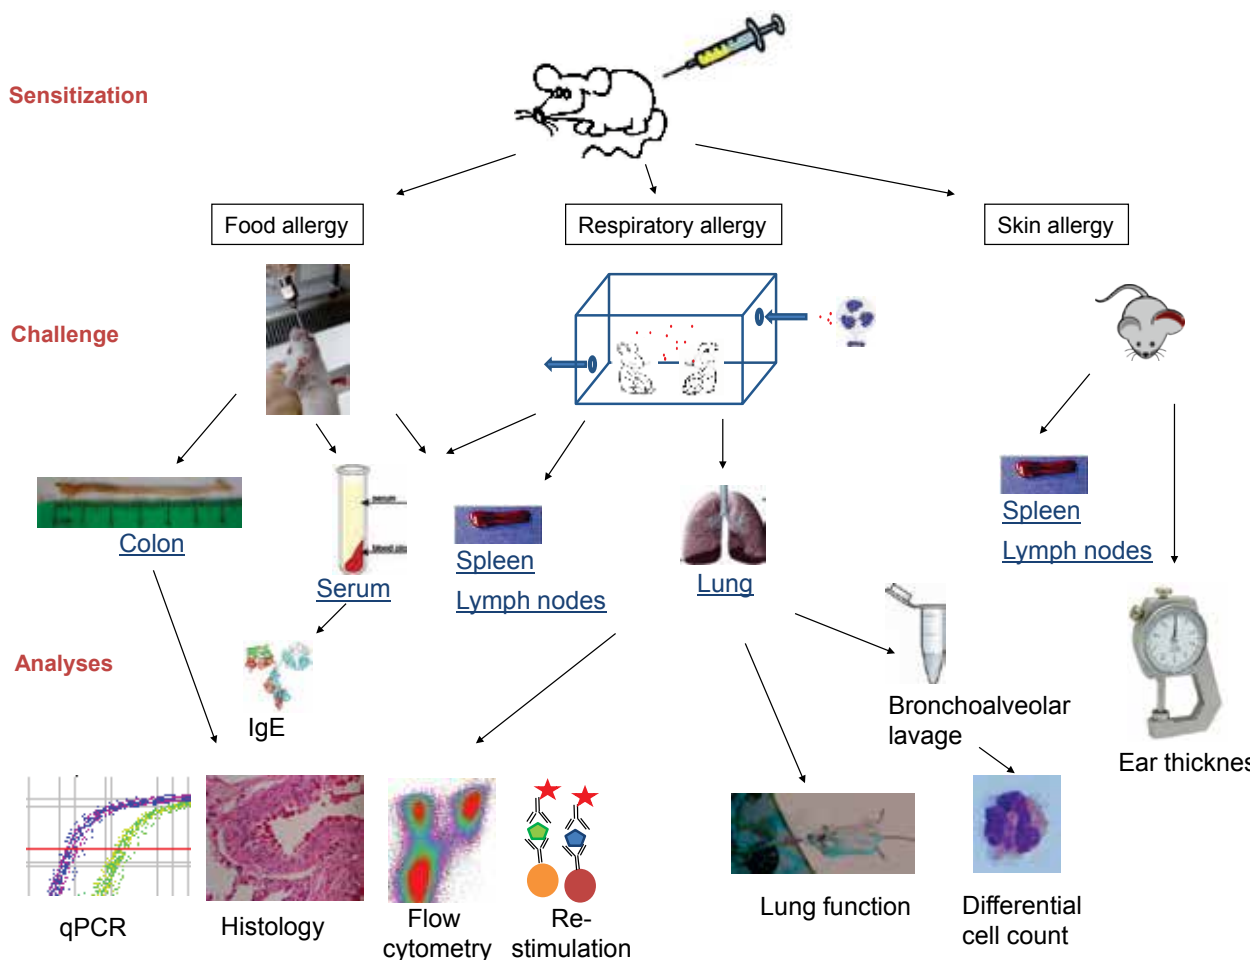 Sensitization
Food allergy
Respiratory allergy
Skin allergy
Challenge
serum
Colon
Serum
Spleen
Lymph nodes
Lung
Spleen
Lymph nodes
Analyses
IgE
Bronchoalveolar
lavage
Ear thicknes
qPCR
Histology
Flow
cytometry
Re-
stimulation
Lung function
Differential
cell count